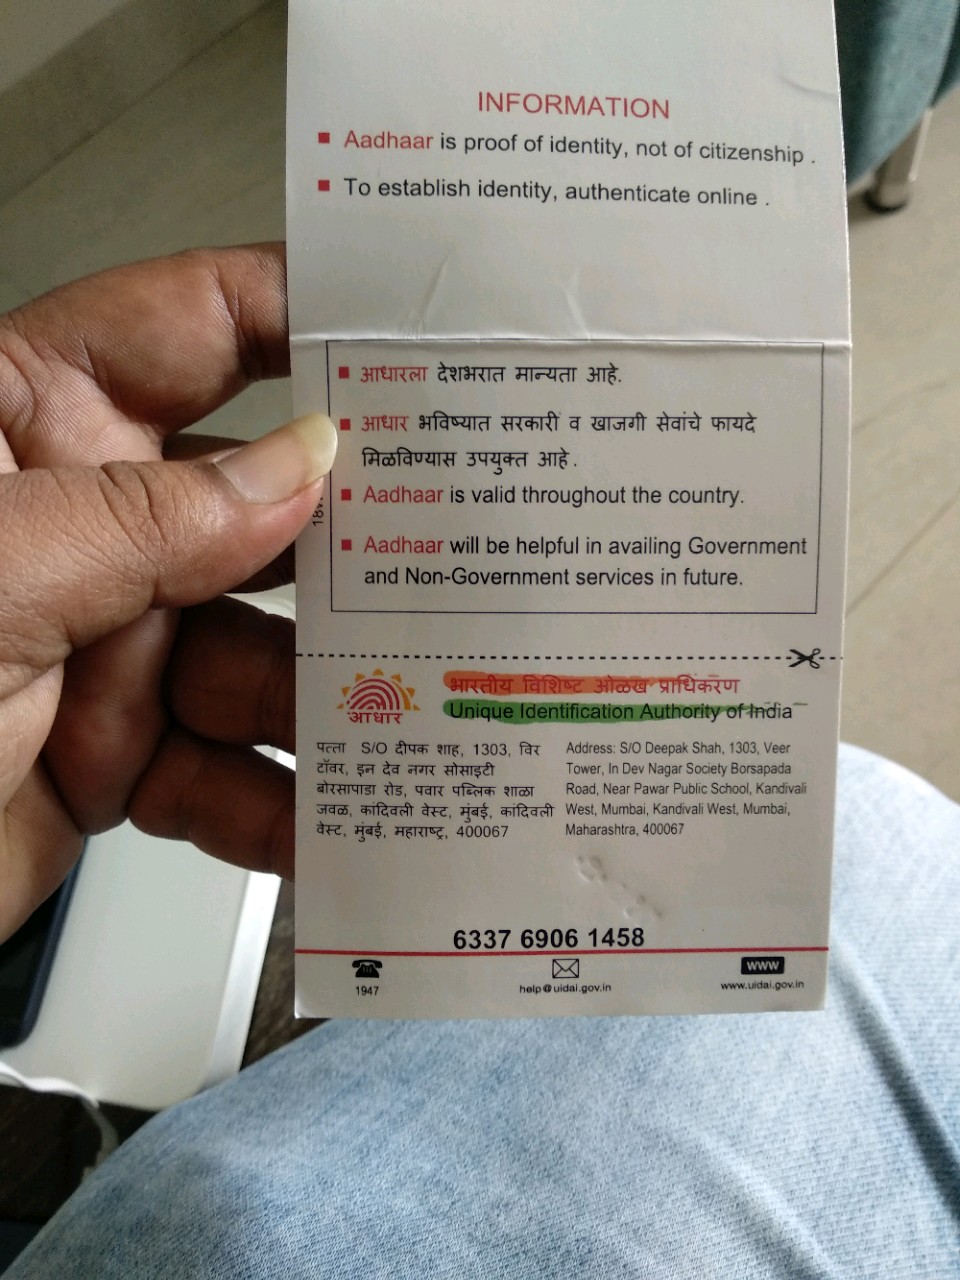 INFORMATION
Aadhaar is proof of identity, not of citizenship .
To establish identity, authenticate online .
आधारला देशभरात मान्यता आहे.
आधार भविष्यात सरकारी व खाजगी सेवांचे फायदे
मिळविण्यास उपयुक्त आहे .
Aadhaar is valid throughout the country.
Aadhaar will be helpful in availing Government
and Non-Government services in future.
आधार
भारतीय विशिष्ट ओळख प्राधिकरण
Unique Identification Authority of India
पत्ता S/O दीपक शाह, 1303, विर
टॉवर, इन देव नगर सोसाइटी
बोरसापाडा रोड, पवार पब्लिक शाळा
जवळ, कांदिवली वेस्ट, मुंबई, कांदिवली
वेस्ट, मुंबई, महाराष्ट्र, 400067
Address: S/O Deepak Shah, 1303, Veer
Tower, In Dev Nagar Society Borsapada
Road, Near Pawar Public School, Kandivali
West, Mumbai, Kandivali West, Mumbai,
Maharashtra, 400067
6337 6906 1458
1947
help@uidai.gov.in
www
www.uidai.gov.in